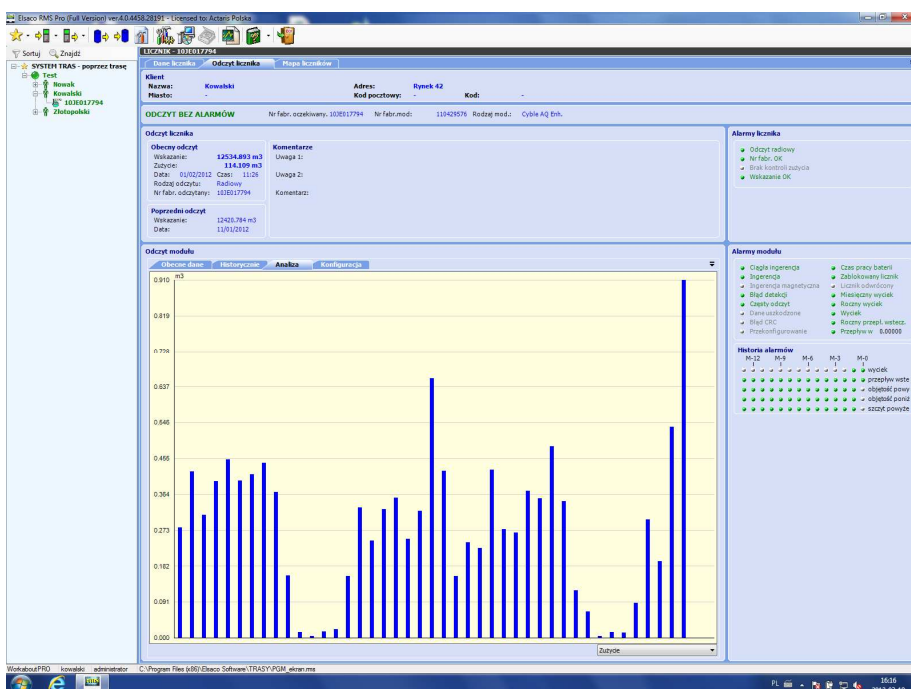 Elsaco RMS Pro (Full Version) ver.4.0.4458.28191 - Licensed to: Actaris Polska
Sortuj Znajdź
SYSTEM TRAS - poprzez trasę
Test
Nowak
Kowalski
10JE017794
Złotopolski
LICZNIK - 10JE017794
Dane licznika Odczyt licznika Mapa liczników
Klient
Nazwa: Kowalski Adres: Rynek 42
Miasto: - Kod pocztowy: - Kod: -
ODCZYT BEZ ALARMÓW Nr fabr. oczekiwany. 10JE017794 Nr fabr.mod: 110429576 Rodzaj mod.: Cyble AQ Enh.
Odczyt licznika
Obecny odczyt
Wskazanie: 12534.893 m3
Zużycie: 114.109 m3
Data: 01/02/2012 Czas: 11:26
Rodzaj odczytu: Radiowy
Nr fabr. odczytany: 10JE017794
Poprzedni odczyt
Wskazanie: 12420.784 m3
Data: 11/01/2012
Komentarze
Uwaga 1:
Uwaga 2:
Komentarz:
Alarmy licznika
Odczyt radiowy
Nr fabr. OK
Brak kontroli zużycia
Wskazanie OK
Odczyt modułu
Obecne dane Historycznie Analiza Konfiguracja
m3
0.910
0.819
0.728
0.637
0.546
0.455
0.364
0.273
0.182
0.091
0.000
Zużycie
Alarmy modułu
Ciągła ingerencja Czas pracy baterii
Ingerencja Zablokowany licznik
Ingerencja magnetyczna Licznik odwrócony
Błąd detekcji Miesięczny wyciek
Częsty odczyt Roczny wyciek
Dane uszkodzone Wyciek
Błąd CRC Roczny przepł. wstecz.
Przekonfigurowanie Przepływ w 0.00000
Historia alarmów
M-12 M-9 M-6 M-3 M-0
wyciek
przepływ wste
objętość powy
objętość poniż
szczyt powyże
WorkaboutPRO kowalski administrator C:\Program Files (x86)\Elsaco Software\TRASY\PGM_ekran.rms
PL 16:16